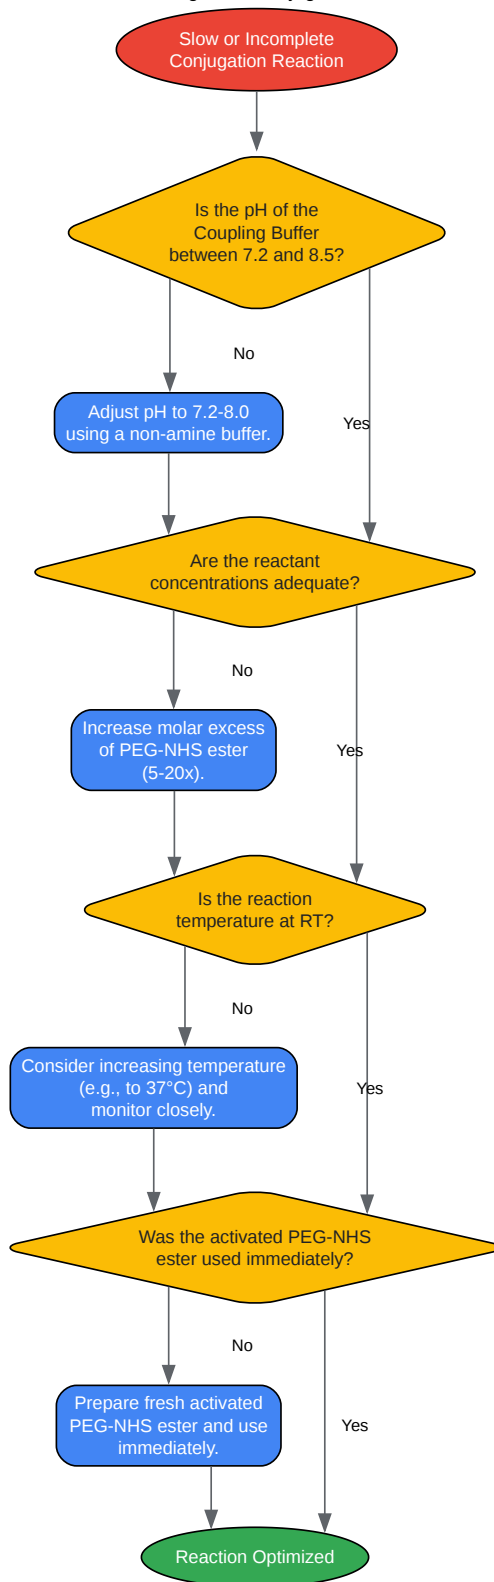 Slow or Incomplete
Conjugation Reaction
Is the pH of the
Coupling Buffer
between 7.2 and 8.5?
No
Adjust pH to 7.2-8.0
using a non-amine buffer.
Yes
Are the reactant
concentrations adequate?
No
Increase molar excess
of PEG-NHS ester
(5-20x).
Yes
Is the reaction
temperature at RT?
No
Consider increasing temperature
(e.g., to 37°C) and
monitor closely.
Yes
Was the activated PEG-NHS
ester used immediately?
No
Prepare fresh activated
PEG-NHS ester and use
immediately.
Yes
Reaction Optimized